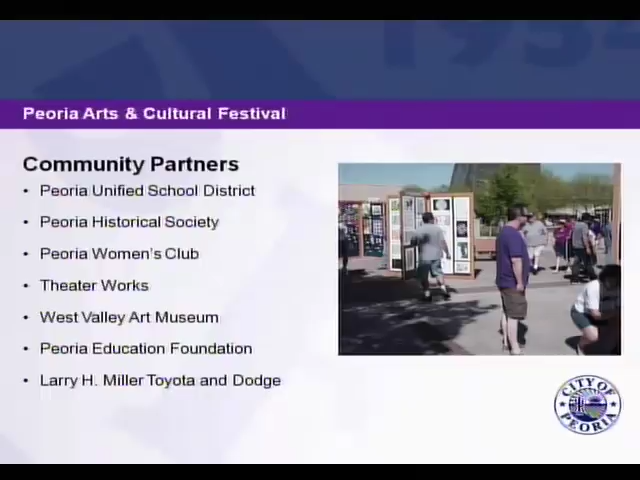 1954
Peoria Arts & Cultural Festival
Community Partners
• Peoria Unified School District
• Peoria Historical Society
• Peoria Women's Club
• Theater Works
• West Valley Art Museum
• Peoria Education Foundation
• Larry H. Miller Toyota and Dodge
CITY OF
PEORIA